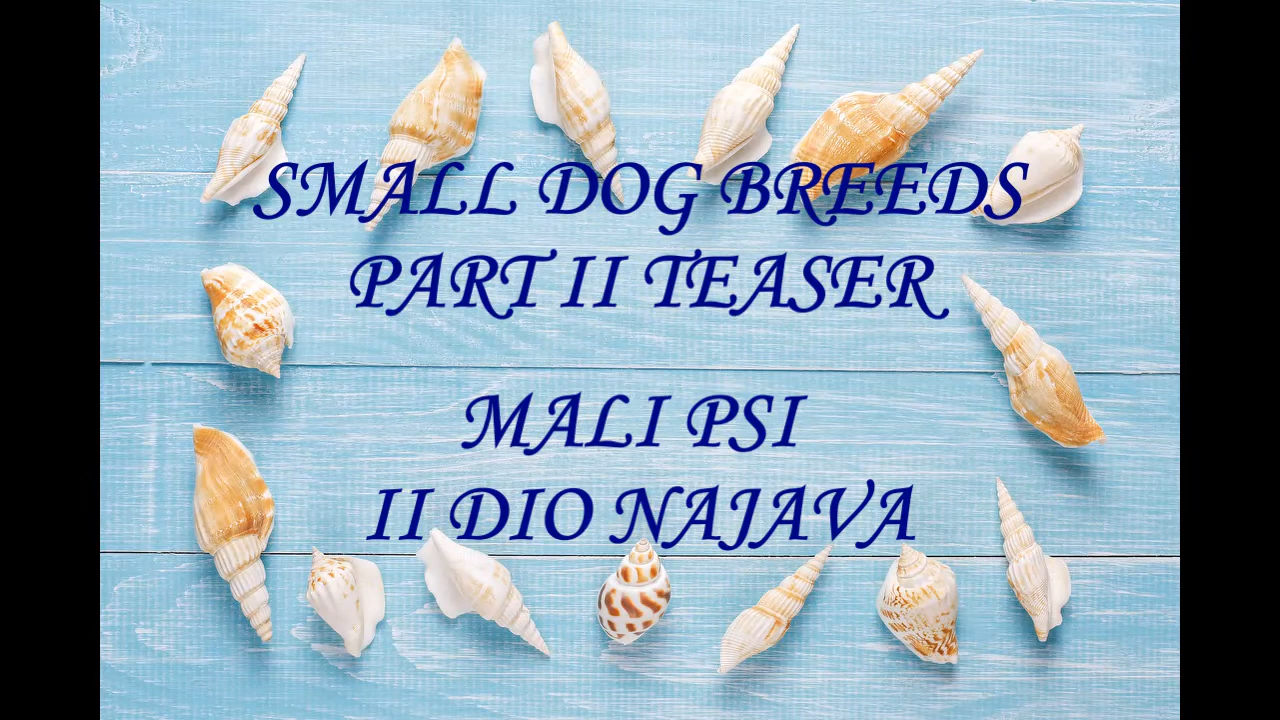 SMALL DOG BREEDS
PART II TEASER
MALI PSI
II DIO NAJAVA